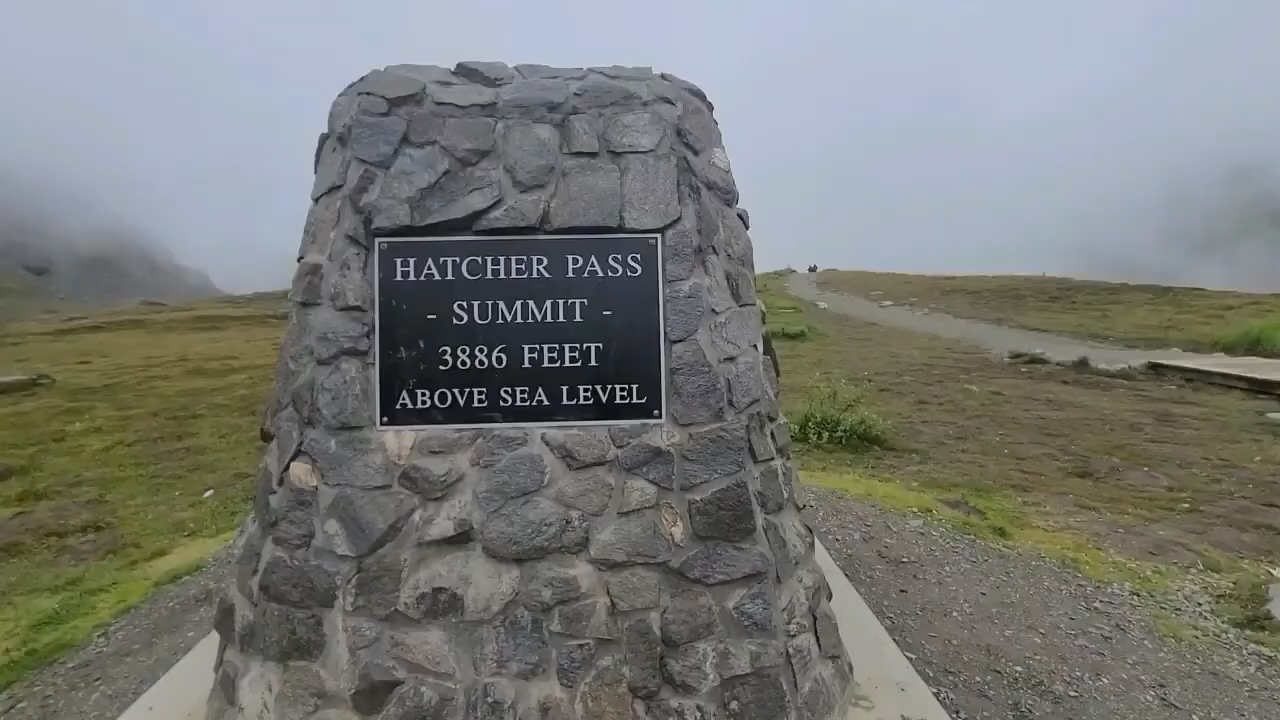 HATCHER PASS
- SUMMIT -
3886 FEET
ABOVE SEA LEVEL